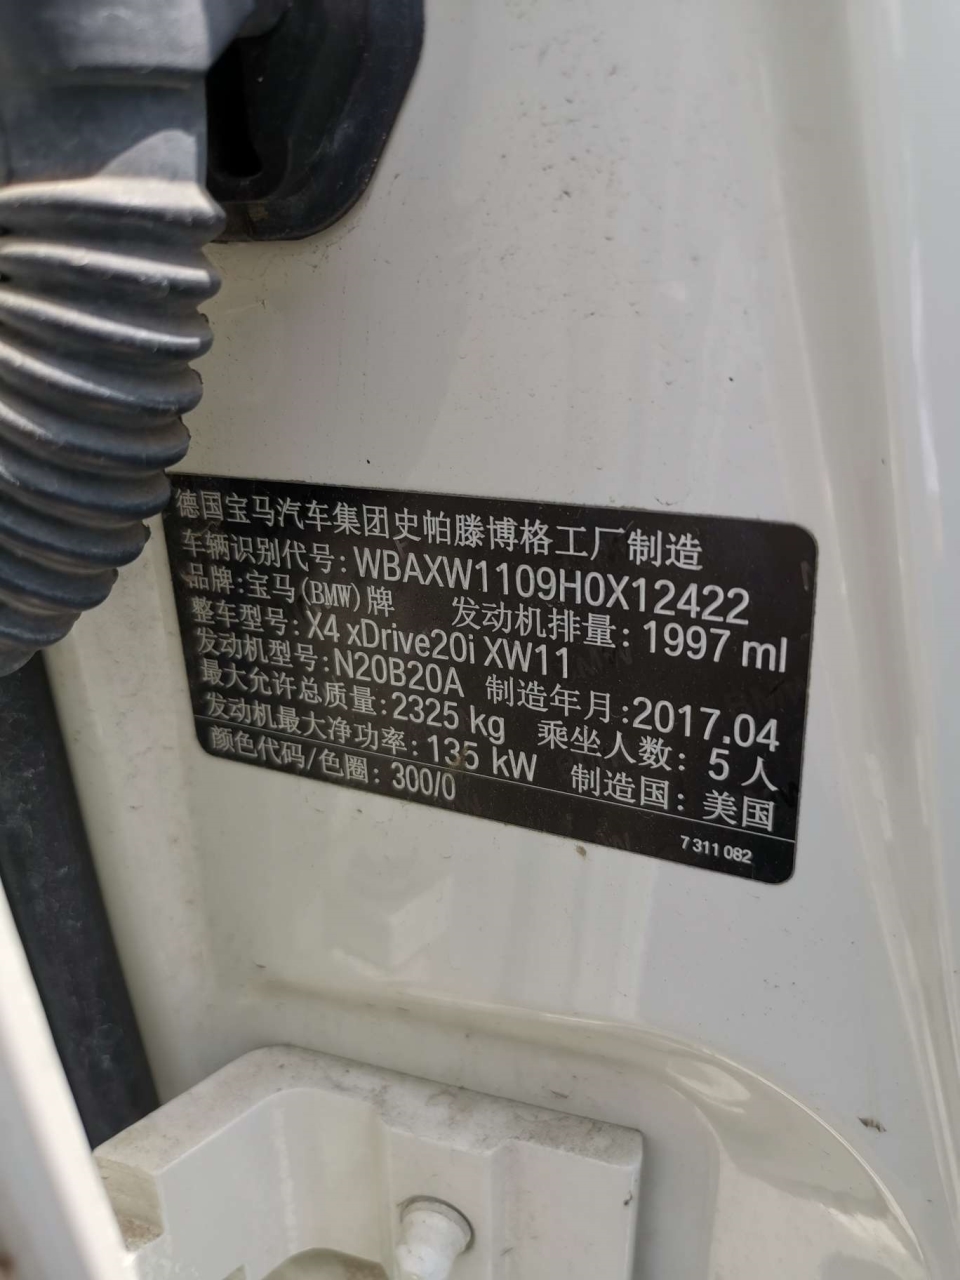 德国宝马汽车集团史帕滕博格工厂制造
车辆识别代号: WBAXW1109H0X12422
品牌:宝马(BMW)牌 发动机排量: 1997 ml
整车型号: X4 xDrive20i XW11
发动机型号: N20B20A 制造年月:2017.04
最大允许总质量: 2325 kg 乘坐人数: 5 人
发动机最大净功率: 135 kW 制造国: 美国
颜色代码/色圈: 300/0
7 311 082